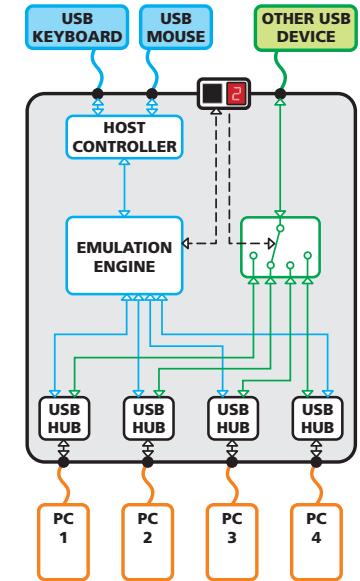 USB
KEYBOARD
USB
MOUSE
OTHER USB
DEVICE
2
HOST
CONTROLLER
EMULATION
ENGINE
USB
HUB
USB
HUB
USB
HUB
USB
HUB
PC
1
PC
2
PC
3
PC
4